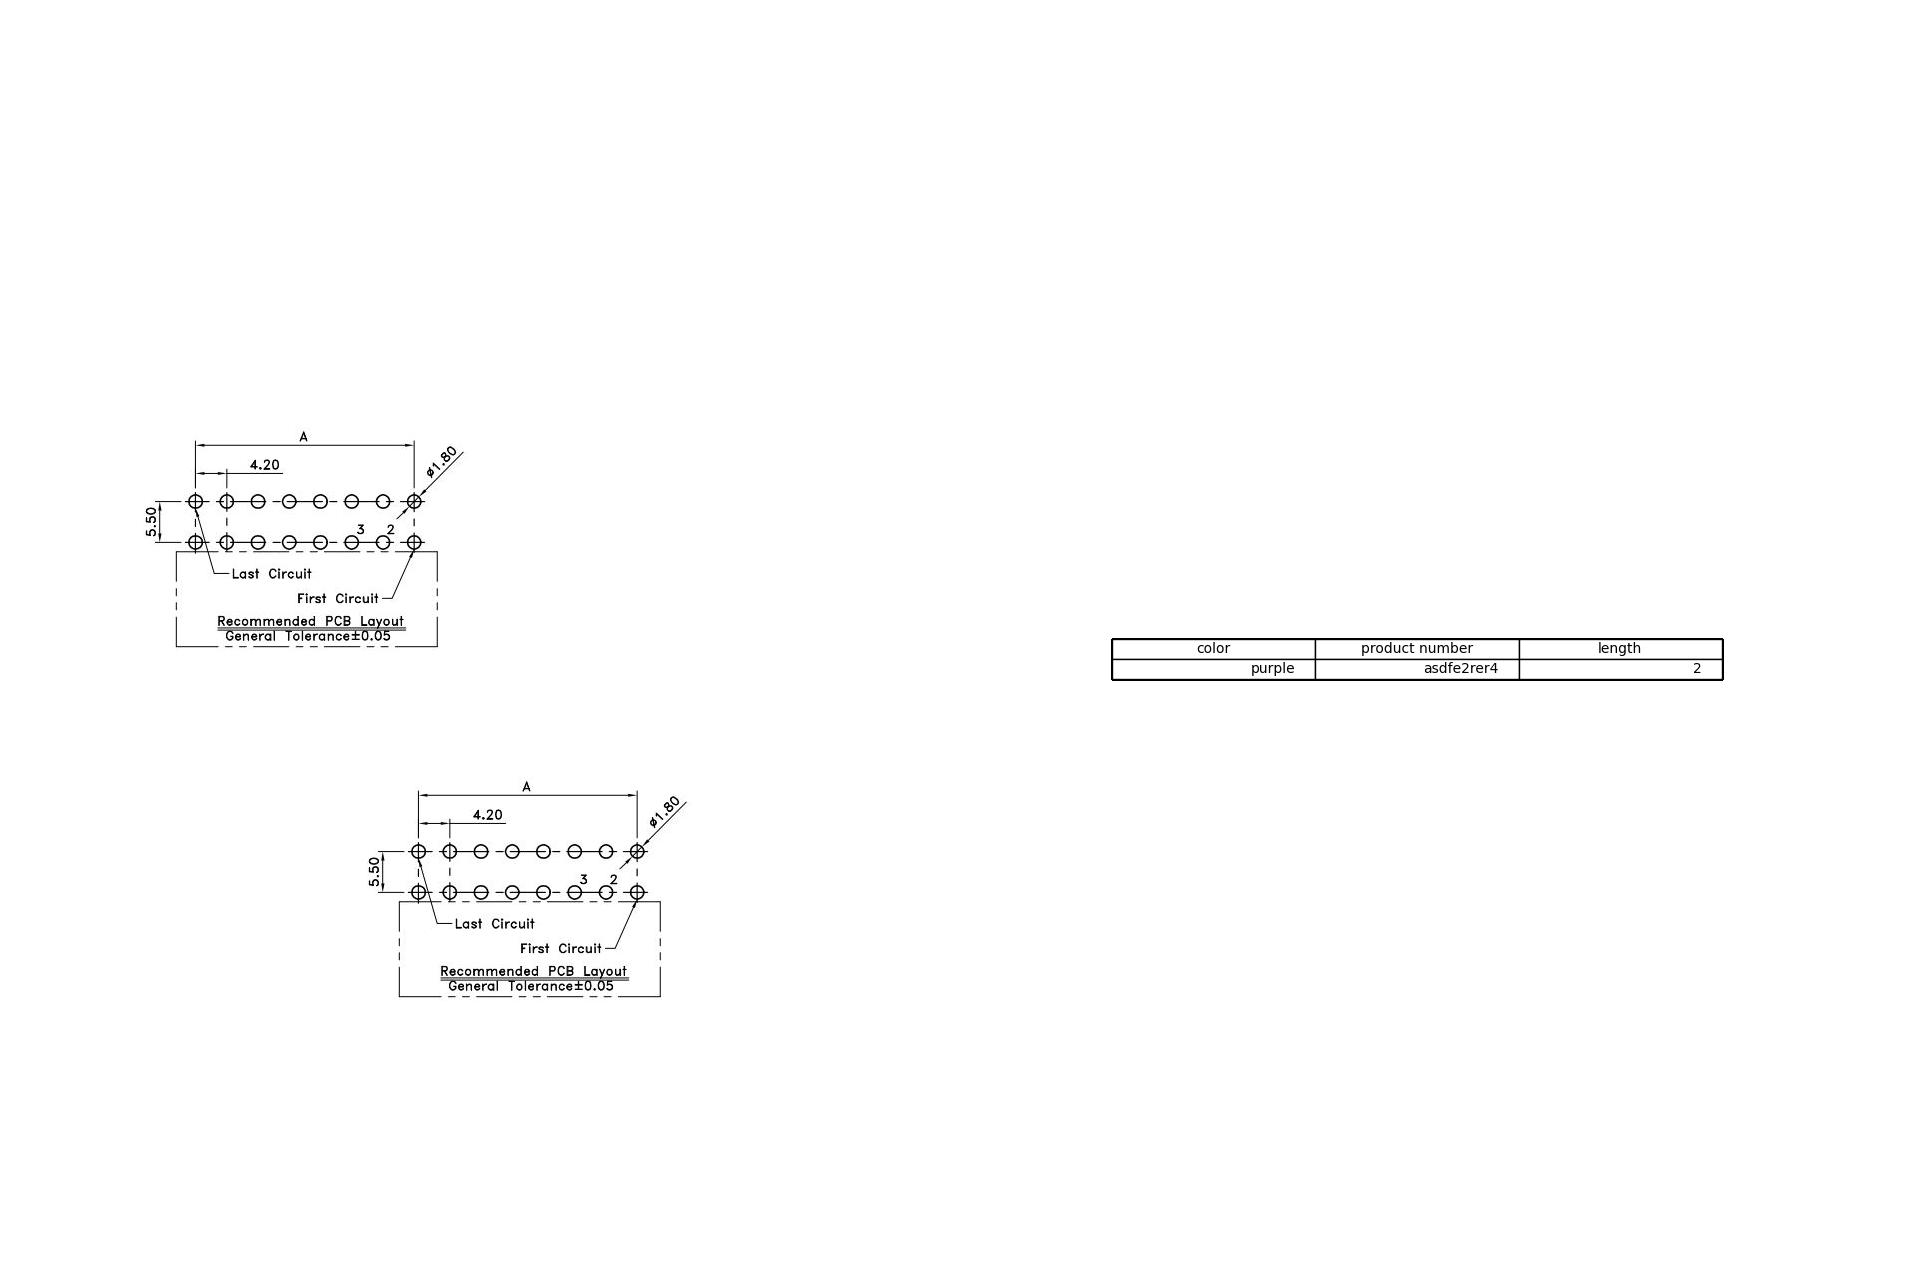 A
4.20
ø1.80
5.50
3 2
Last Circuit
First Circuit
Recommended PCB Layout
General Tolerance±0.05
color product number length
purple asdfe2rer4 2
A
4.20
ø1.80
5.50
3 2
Last Circuit
First Circuit
Recommended PCB Layout
General Tolerance±0.05